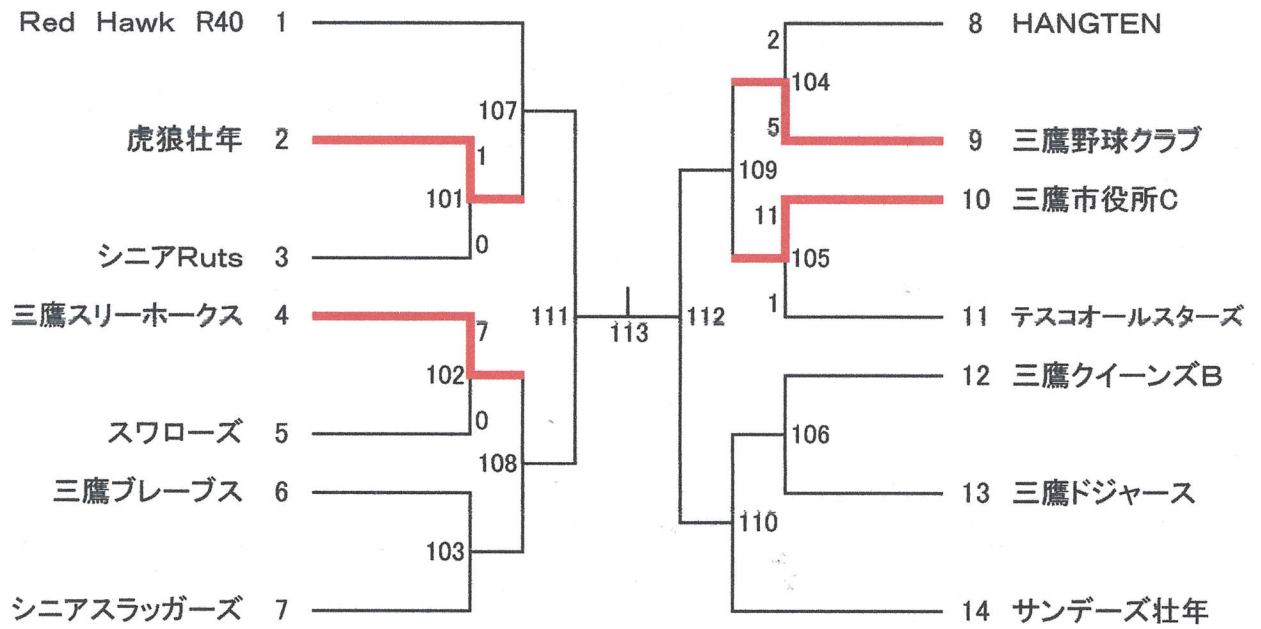 Red Hawk R40 1
107
虎狼壮年 2
1
101
0
シニアRuts 3
三鷹スリーホークス 4
7
102
0
スワローズ 5
108
三鷹ブレーブス 6
103
シニアスラッガーズ 7
111
113
112
8 HANGTEN
2
104
5
9 三鷹野球クラブ
109
10 三鷹市役所C
11
105
1
11 テスコオールスターズ
12 三鷹クイーンズB
106
13 三鷹ドジャース
110
14 サンデーズ壮年